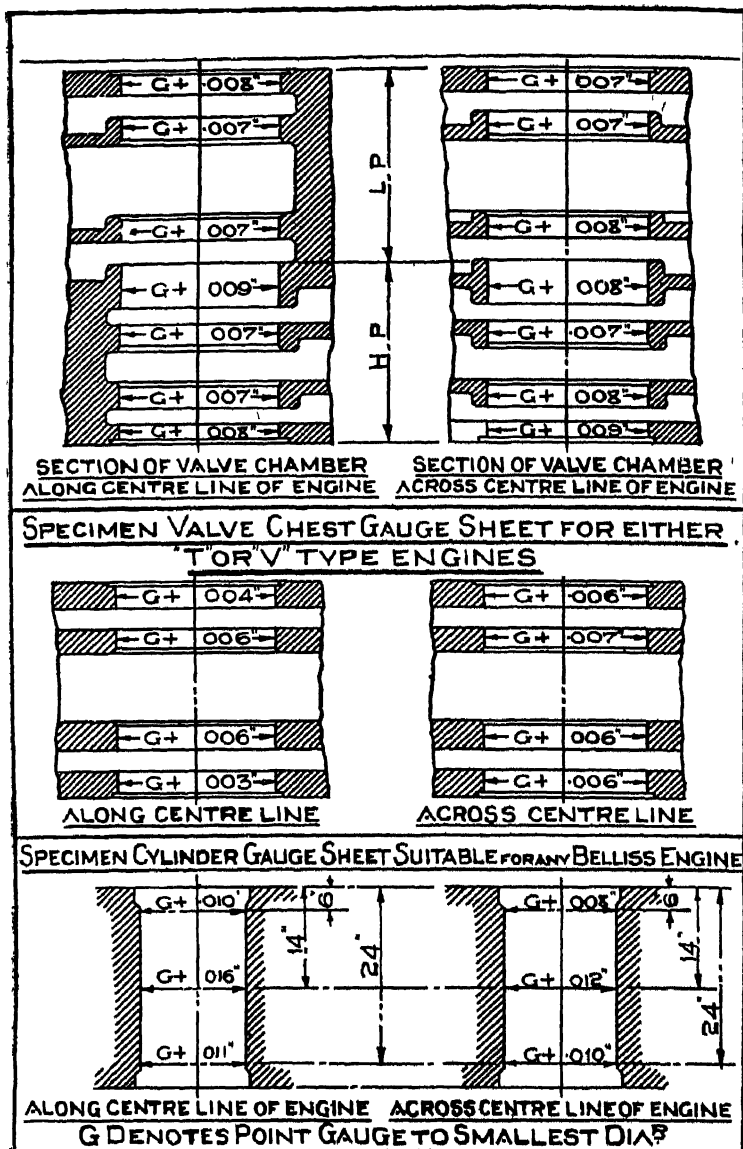 G+ .008"
G+ .007"
G+ 007"
G+ 009"
G+ 007"
G+ 007"
G+ 008"
L.P
H.P
G+ 007"
G+ 007"
G+ 008"
G+ 008"
G+ .007"
G+ 008"
G+ 009"
SECTION OF VALVE CHAMBER
ALONG CENTRE LINE OF ENGINE
SECTION OF VALVE CHAMBER
ACROSS CENTRE LINE OF ENGINE
SPECIMEN VALVE CHEST GAUGE SHEET FOR EITHER
"T" OR "V" TYPE ENGINES
G+ .004"
G+ 006"
G+ 006"
G+ 003"
ALONG CENTRE LINE
G+ .006"
G+ .007"
G+ 006"
G+ .006"
ACROSS CENTRE LINE
SPECIMEN CYLINDER GAUGE SHEET SUITABLE FOR ANY BELLISS ENGINE
G+ .010'
G+ 016"
G+ .011"
6"
14"
24"
G+ 008"
G+ 012"
G+ .010"
6"
14"
24"
ALONG CENTRE LINE OF ENGINE
ACROSS CENTRE LINE OF ENGINE
G DENOTES POINT GAUGE TO SMALLEST DIAR